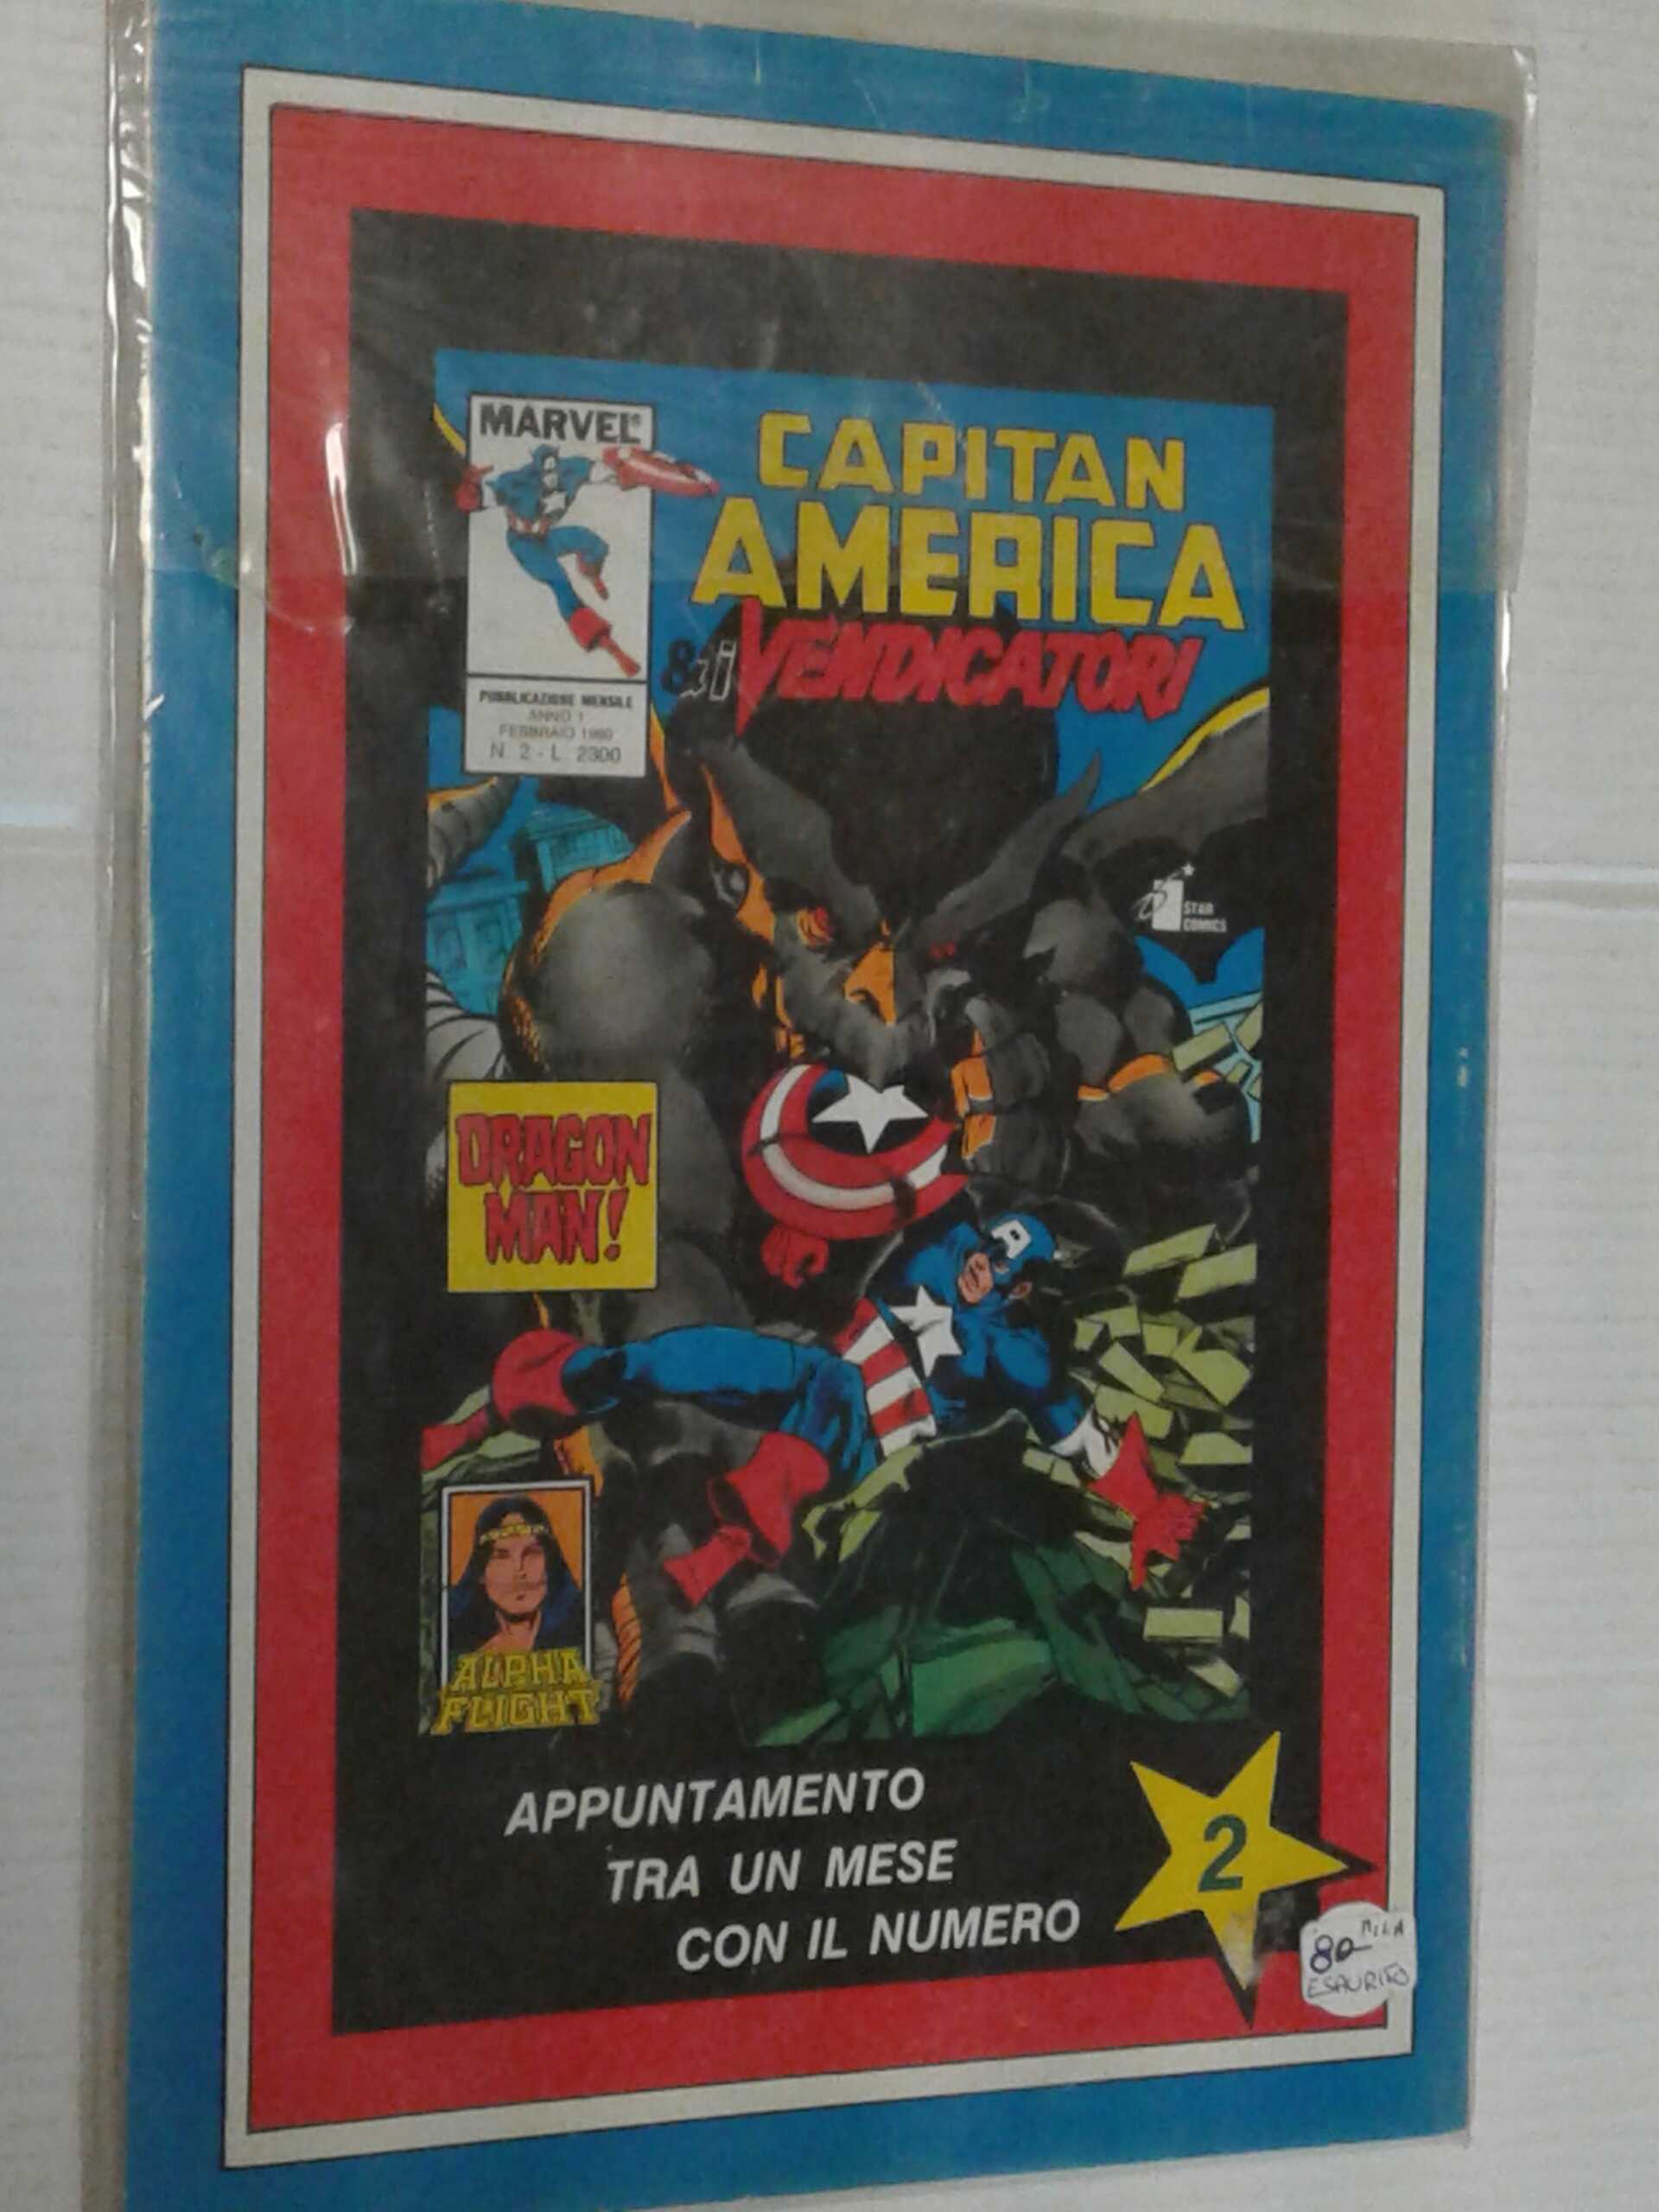 MARVEL®
CAPITAN
AMERICA
& i VENDICATORI
PUBBLICAZIONE MENSILE
ANNO 1
FEBBRAIO 1990
N. 2 - L. 2300
STAR
COMICS
DRAGON
MAN!
A
ALPHA
FLIGHT
APPUNTAMENTO
TRA UN MESE
CON IL NUMERO
2
80 MILA
ESAURITO